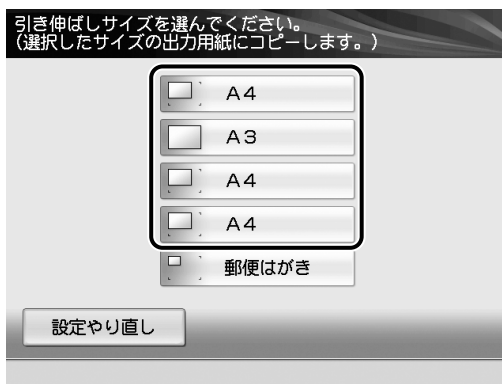 引き伸ばしサイズを選んでください。
(選択したサイズの出力用紙にコピーします。)
A4
A3
A4
A4
郵便はがき
設定やり直し